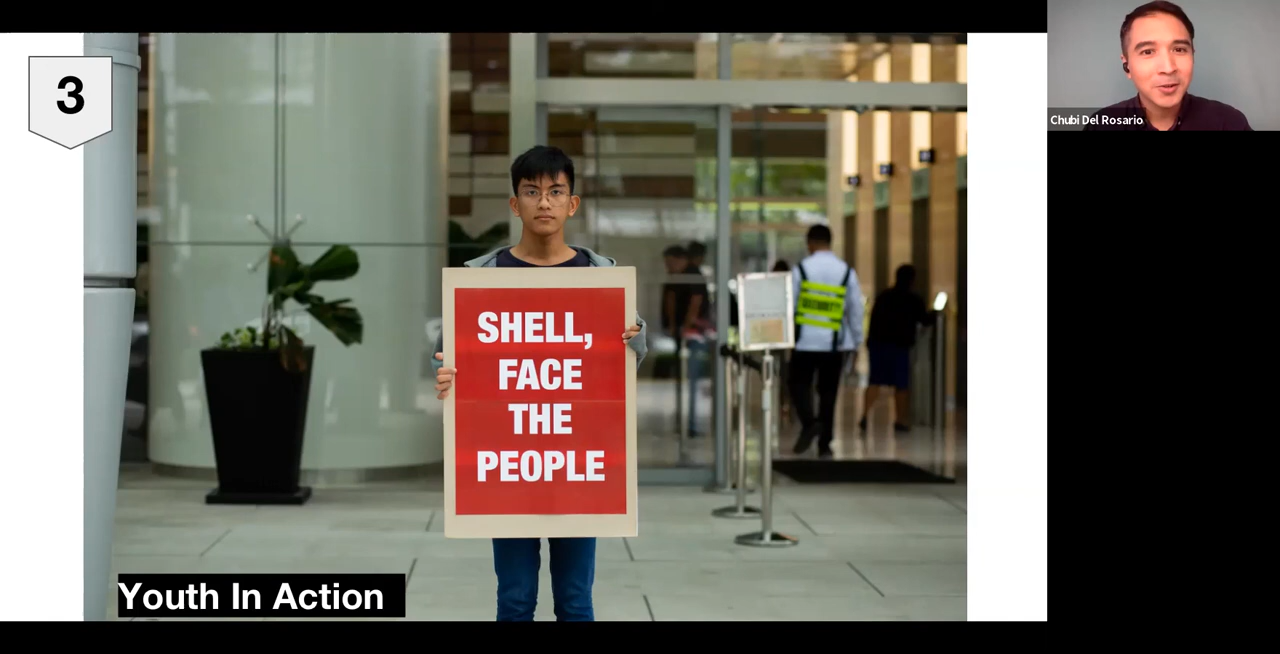 3
SHELL,
FACE
THE
PEOPLE
Youth In Action
Chubi Del Rosario